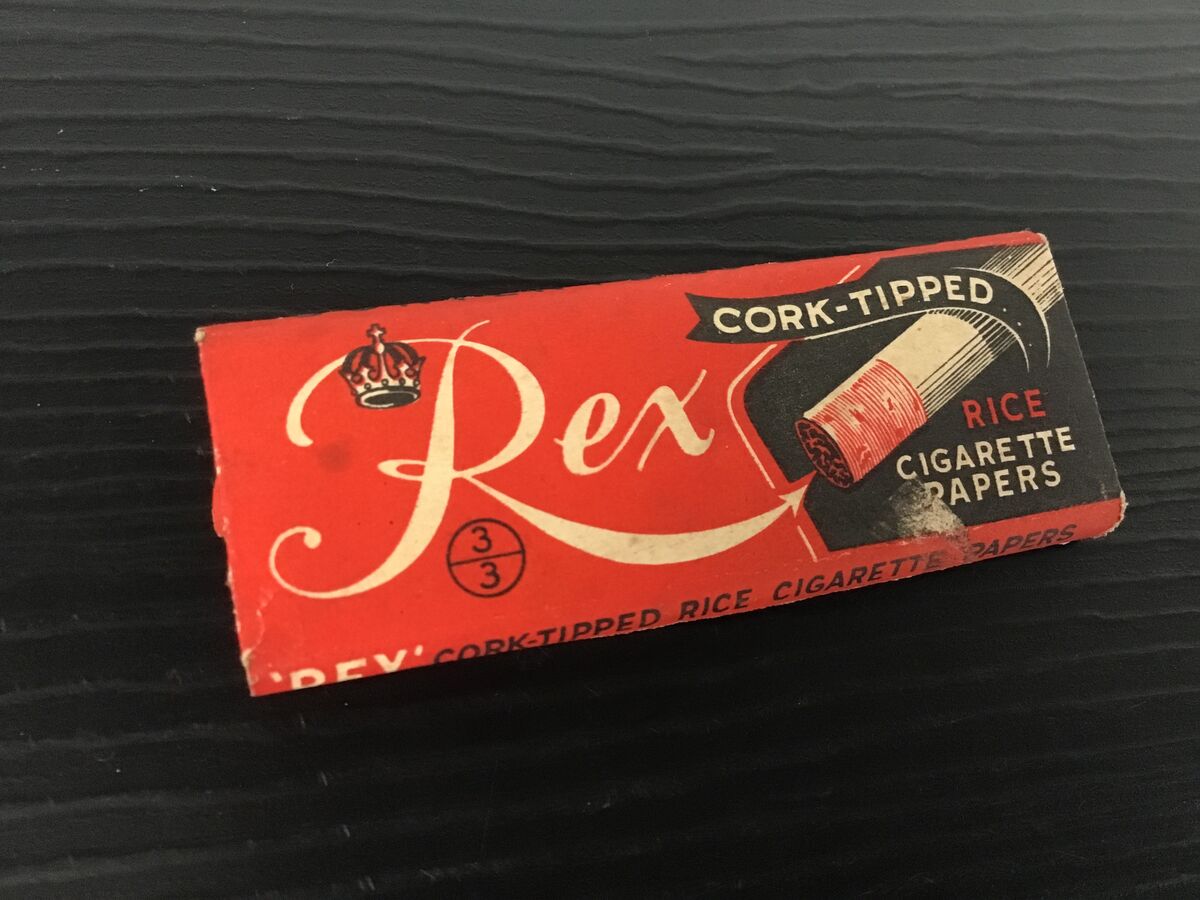 Rex
CORK-TIPPED
RICE
CIGARETTE
PAPERS
3
3
'REX' CORK-TIPPED RICE CIGARETTE PAPERS